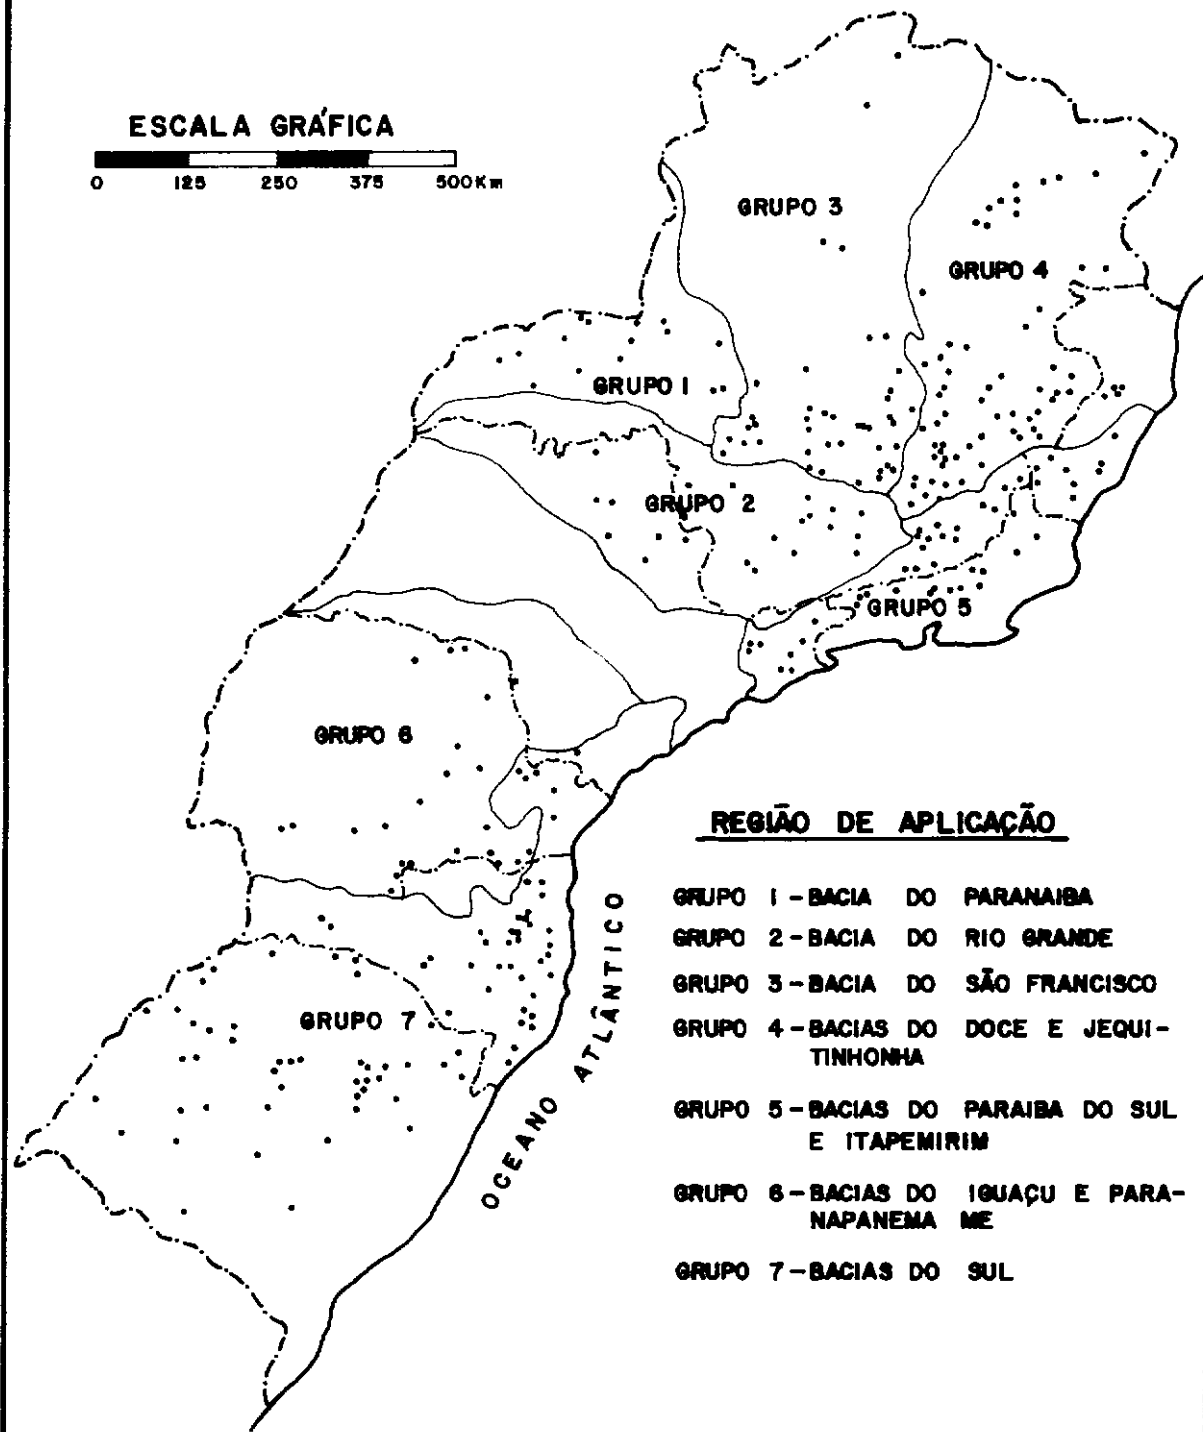 ESCALA GRÁFICA
0 125 250 375 500Km
GRUPO 3
GRUPO 4
GRUPO 1
GRUPO 2
GRUPO 5
GRUPO 6
GRUPO 7
OCEANO ATLÂNTICO
REGIÃO DE APLICAÇÃO
GRUPO 1 - BACIA DO PARANAIBA
GRUPO 2 - BACIA DO RIO GRANDE
GRUPO 3 - BACIA DO SÃO FRANCISCO
GRUPO 4 - BACIAS DO DOCE E JEQUI-
TINHONHA
GRUPO 5 - BACIAS DO PARAIBA DO SUL
E ITAPEMIRIM
GRUPO 6 - BACIAS DO IGUAÇU E PARA-
NAPANEMA ME
GRUPO 7 - BACIAS DO SUL